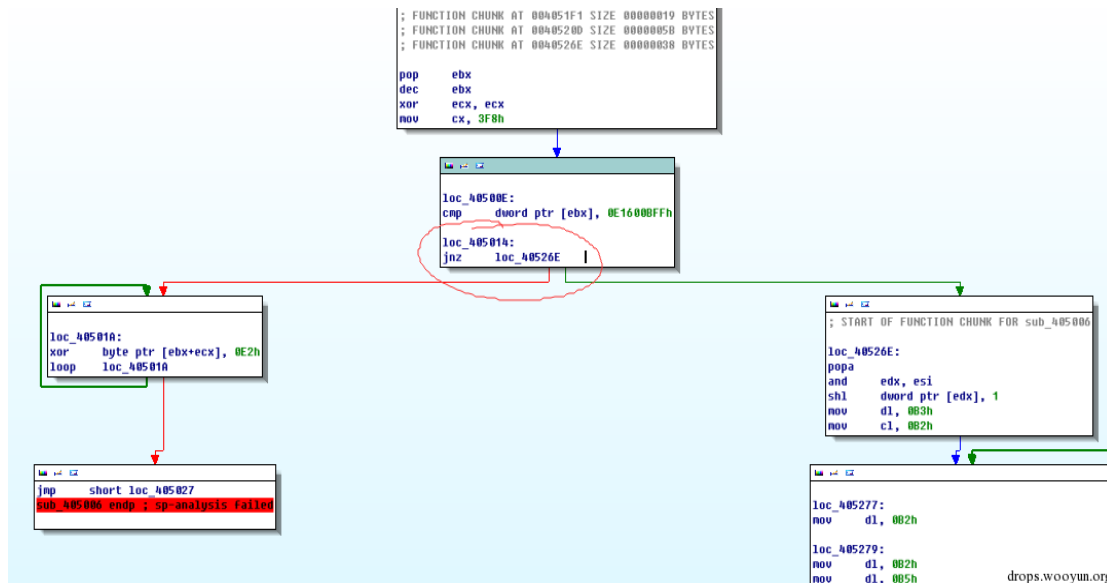 ; FUNCTION CHUNK AT 004051F1 SIZE 00000019 BYTES
; FUNCTION CHUNK AT 0040520D SIZE 0000005B BYTES
; FUNCTION CHUNK AT 0040526E SIZE 00000038 BYTES
pop ebx
dec ebx
xor ecx, ecx
mov cx, 3F8h
loc_40500E:
cmp dword ptr [ebx], 0E1600BFFh
loc_405014:
jnz loc_40526E
loc_40501A:
xor byte ptr [ebx+ecx], 0E2h
loop loc_40501A
jmp short loc_405027
sub_405006 endp ; sp-analysis failed
; START OF FUNCTION CHUNK FOR sub_405006
loc_40526E:
popa
and edx, esi
shl dword ptr [edx], 1
mov dl, 0B3h
mov cl, 0B2h
loc_405277:
mov dl, 0B2h
loc_405279:
mov dl, 0B2h
mov dl, 0B5h
drops.wooyun.org